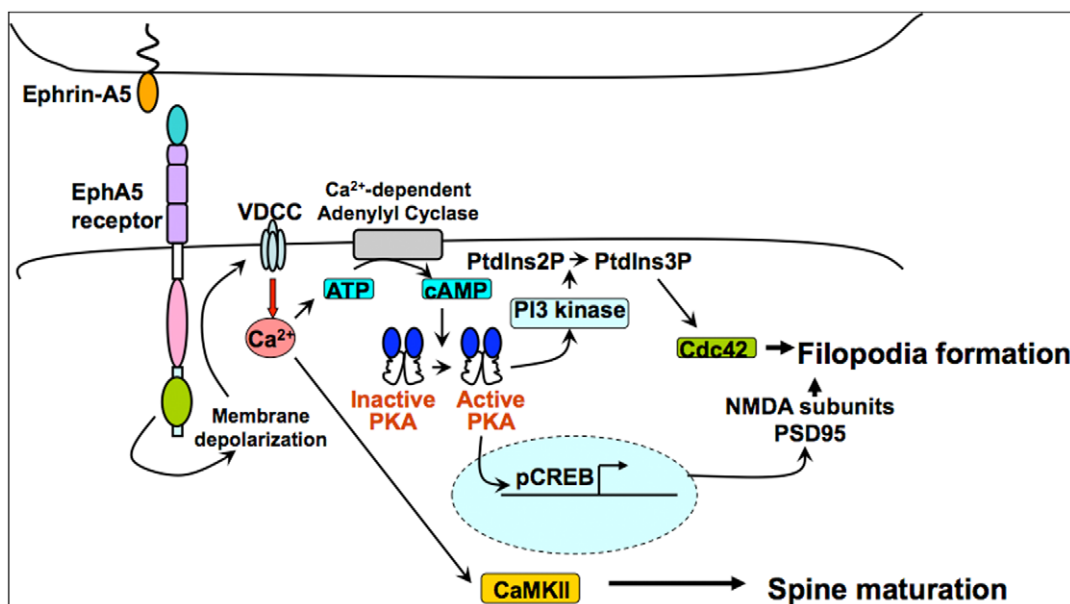 Ephrin-A5
EphA5
receptor
VDCC
Ca²⁺-dependent
Adenylyl Cyclase
PtdIns2P
PtdIns3P
ATP
cAMP
PI3 kinase
Ca²⁺
Cdc42
Filopodia formation
Inactive
PKA
Active
PKA
Membrane
depolarization
NMDA subunits
PSD95
pCREB
CaMKII
Spine maturation